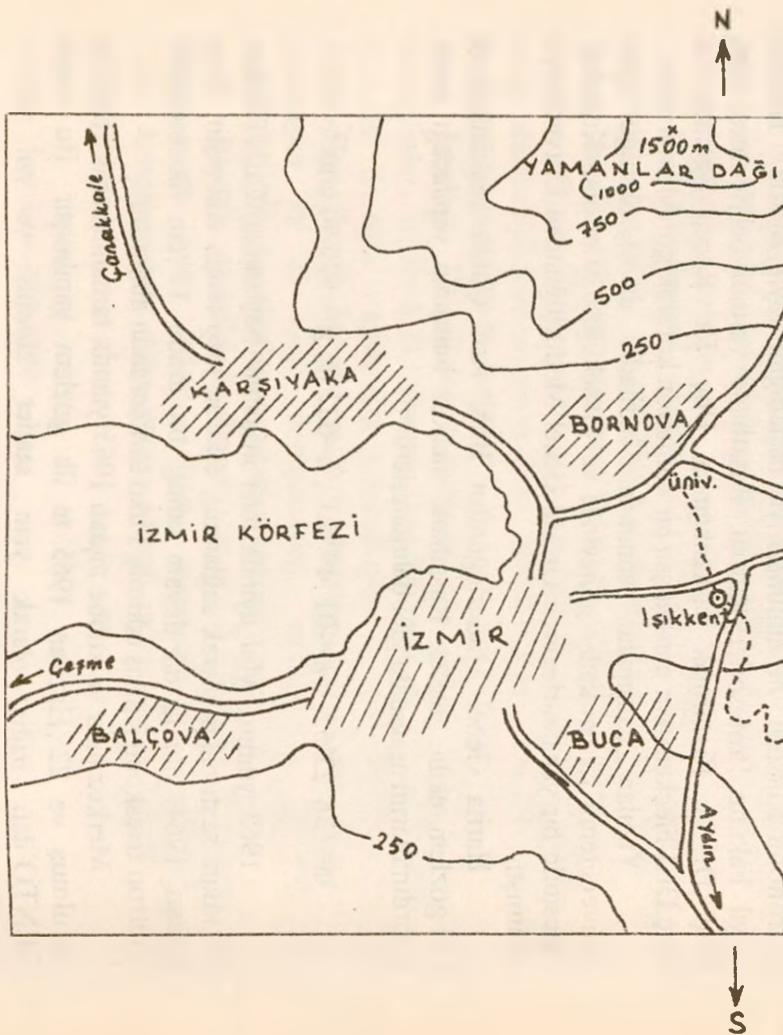 N
1500m
YAMANLAR DAĞI
1000
750
Çanakkale
500
250
KARŞIYAKA
BORNOVA
Üniv.
İZMİR KÖRFEZİ
Işıkkent
İZMİR
Çeşme
BALÇOVA
BUCA
Aydın
250
S